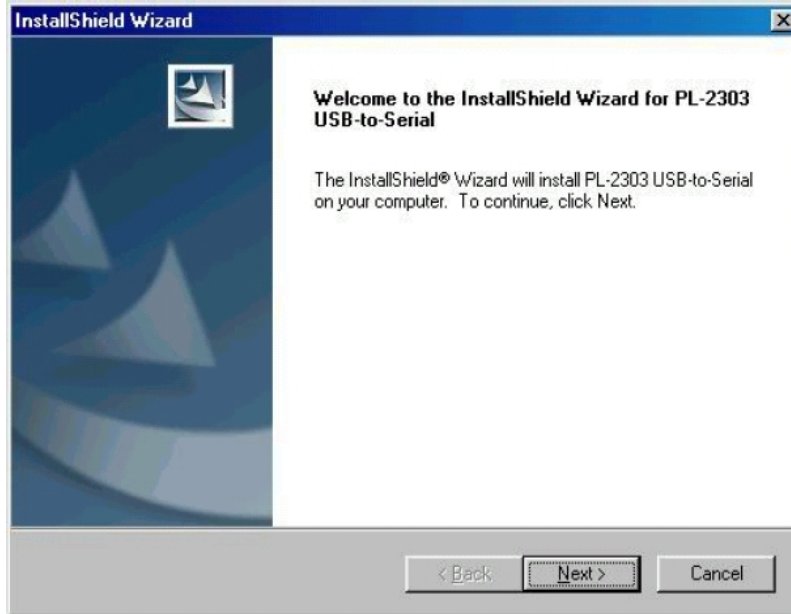 InstallShield Wizard
Welcome to the InstallShield Wizard for PL-2303
USB-to-Serial
The InstallShield® Wizard will install PL-2303 USB-to-Serial
on your computer.  To continue, click Next.
< Back
Next >
Cancel